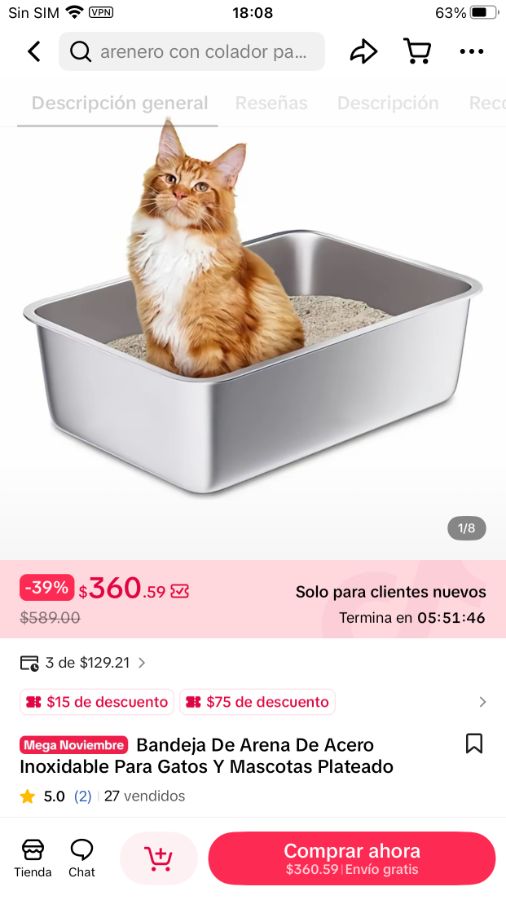 Sin SIM VPN 18:08 63%
arenero con colador pa...
Descripción general Reseñas Descripción Reco
1/8
-39% $360.59 Solo para clientes nuevos
$589.00 Termina en 05:51:46
3 de $129.21 >
$15 de descuento $75 de descuento >
Mega Noviembre Bandeja De Arena De Acero
Inoxidable Para Gatos Y Mascotas Plateado
5.0 (2) 27 vendidos
Comprar ahora
Tienda Chat $360.59 | Envío gratis